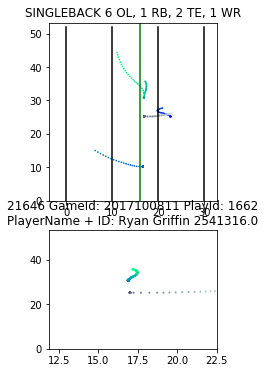 SINGLEBACK 6 OL, 1 RB, 2 TE, 1 WR
50
40
30
20
10
0
0 10 20 30
21646 GameId: 2017100811 PlayId: 1662
PlayerName + ID: Ryan Griffin 2541316.0
40
20
0
12.5 15.0 17.5 20.0 22.5